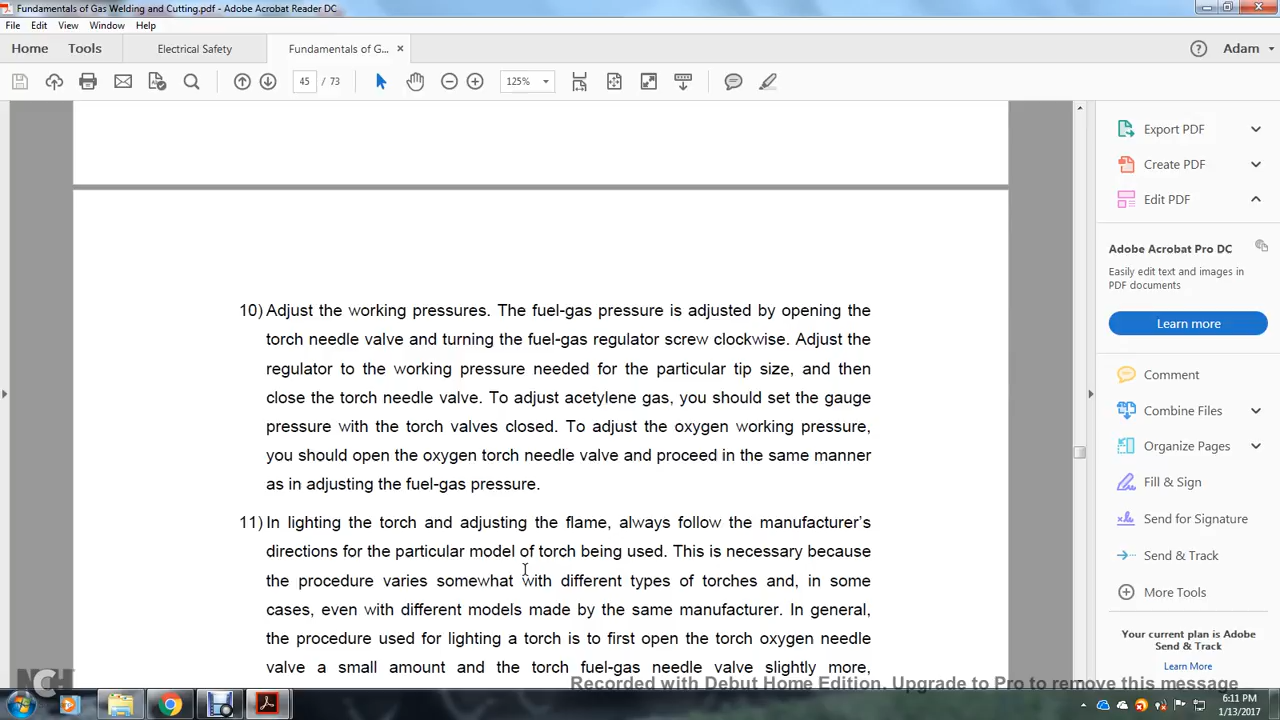 Fundamentals of Gas Welding and Cutting.pdf - Adobe Acrobat Reader DC
File Edit View Window Help
Home Tools Electrical Safety Fundamentals of G... × Adam
45 / 73 125%
Export PDF
Create PDF
Edit PDF
Adobe Acrobat Pro DC
Easily edit text and images in
PDF documents
Learn more
Comment
Combine Files
Organize Pages
Fill & Sign
Send for Signature
Send & Track
More Tools
Your current plan is Adobe
Send & Track
Learn More
10) Adjust the working pressures. The fuel-gas pressure is adjusted by opening the
torch needle valve and turning the fuel-gas regulator screw clockwise. Adjust the
regulator to the working pressure needed for the particular tip size, and then
close the torch needle valve. To adjust acetylene gas, you should set the gauge
pressure with the torch valves closed. To adjust the oxygen working pressure,
you should open the oxygen torch needle valve and proceed in the same manner
as in adjusting the fuel-gas pressure.
11) In lighting the torch and adjusting the flame, always follow the manufacturer's
directions for the particular model of torch being used. This is necessary because
the procedure varies somewhat with different types of torches and, in some
cases, even with different models made by the same manufacturer. In general,
the procedure used for lighting a torch is to first open the torch oxygen needle
valve a small amount and the torch fuel-gas needle valve slightly more,
Recorded with Debut Home Edition. Upgrade to Pro to remove this message
NCH
6:11 PM
1/13/2017